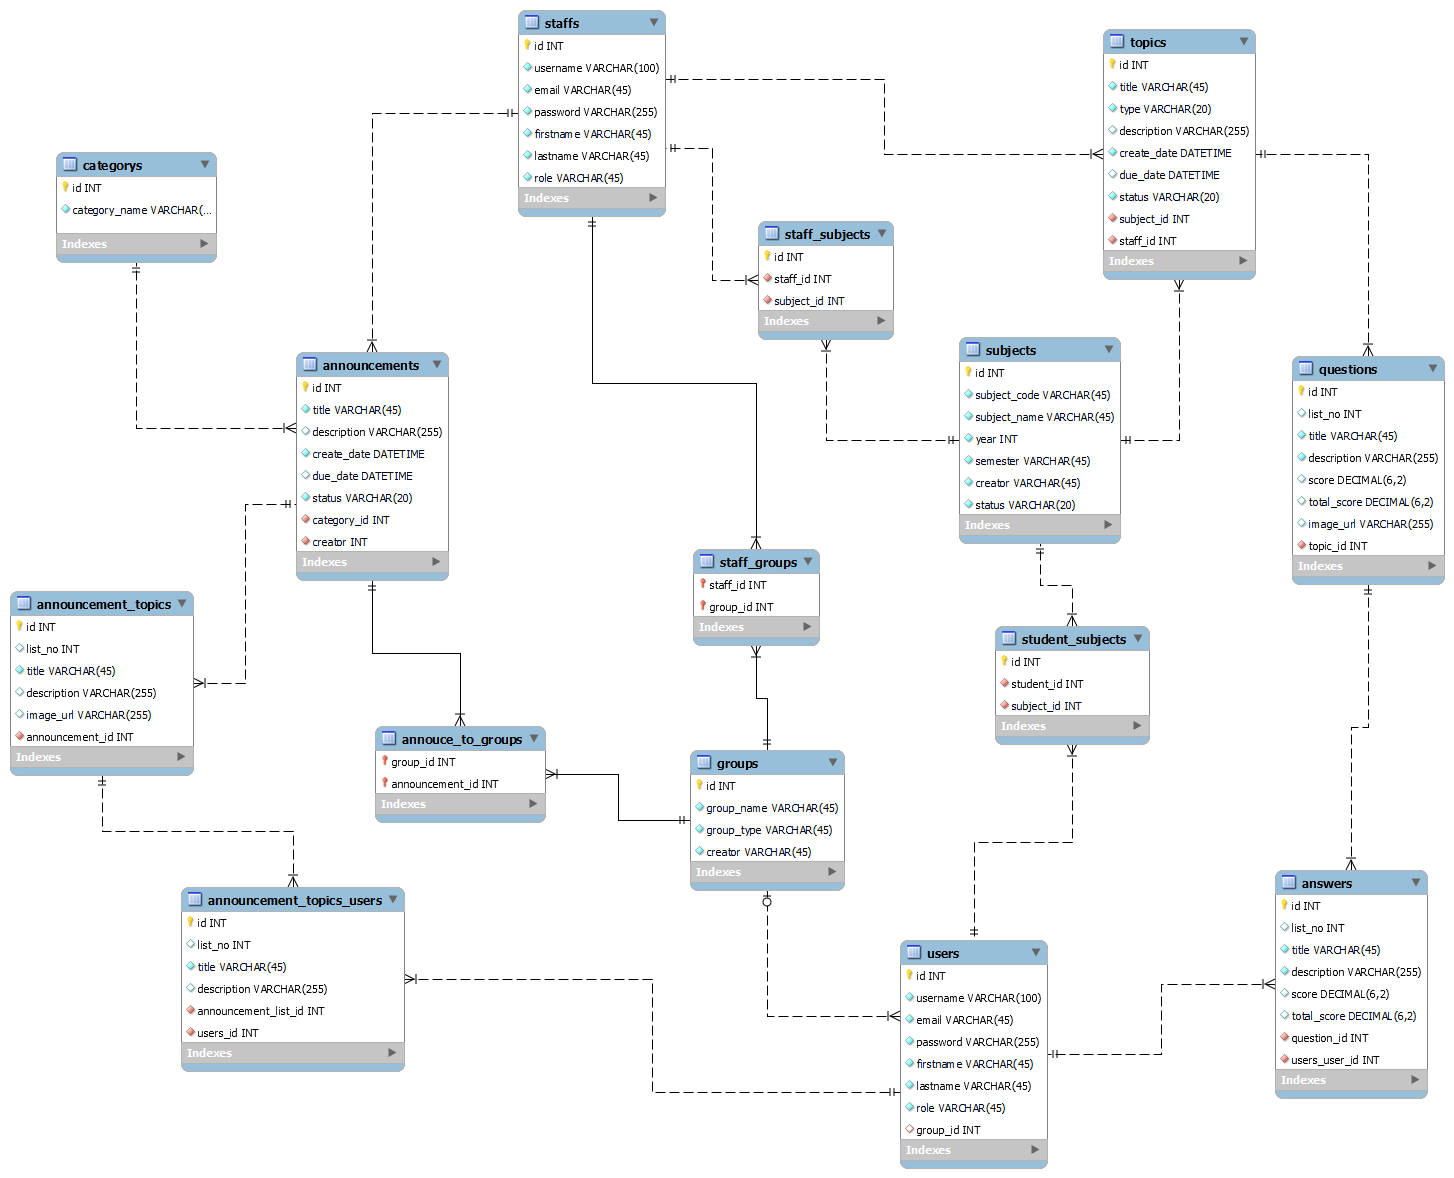 staffs
id INT
username VARCHAR(100)
email VARCHAR(45)
password VARCHAR(255)
firstname VARCHAR(45)
lastname VARCHAR(45)
role VARCHAR(45)
Indexes
topics
id INT
title VARCHAR(45)
type VARCHAR(20)
description VARCHAR(255)
create_date DATETIME
due_date DATETIME
status VARCHAR(20)
subject_id INT
staff_id INT
Indexes
categorys
id INT
category_name VARCHAR(...
Indexes
staff_subjects
id INT
staff_id INT
subject_id INT
Indexes
subjects
id INT
subject_code VARCHAR(45)
subject_name VARCHAR(45)
year INT
semester VARCHAR(45)
creator VARCHAR(45)
status VARCHAR(20)
Indexes
announcements
id INT
title VARCHAR(45)
description VARCHAR(255)
create_date DATETIME
due_date DATETIME
status VARCHAR(20)
category_id INT
creator INT
Indexes
questions
id INT
list_no INT
title VARCHAR(45)
description VARCHAR(255)
score DECIMAL(6,2)
total_score DECIMAL(6,2)
image_url VARCHAR(255)
topic_id INT
Indexes
staff_groups
staff_id INT
group_id INT
Indexes
announcement_topics
id INT
list_no INT
title VARCHAR(45)
description VARCHAR(255)
image_url VARCHAR(255)
announcement_id INT
Indexes
student_subjects
id INT
student_id INT
subject_id INT
Indexes
annouce_to_groups
group_id INT
announcement_id INT
Indexes
groups
id INT
group_name VARCHAR(45)
group_type VARCHAR(45)
creator VARCHAR(45)
Indexes
announcement_topics_users
id INT
list_no INT
title VARCHAR(45)
description VARCHAR(255)
announcement_list_id INT
users_id INT
Indexes
users
id INT
username VARCHAR(100)
email VARCHAR(45)
password VARCHAR(255)
firstname VARCHAR(45)
lastname VARCHAR(45)
role VARCHAR(45)
group_id INT
Indexes
answers
id INT
list_no INT
title VARCHAR(45)
description VARCHAR(255)
score DECIMAL(6,2)
total_score DECIMAL(6,2)
question_id INT
users_user_id INT
Indexes